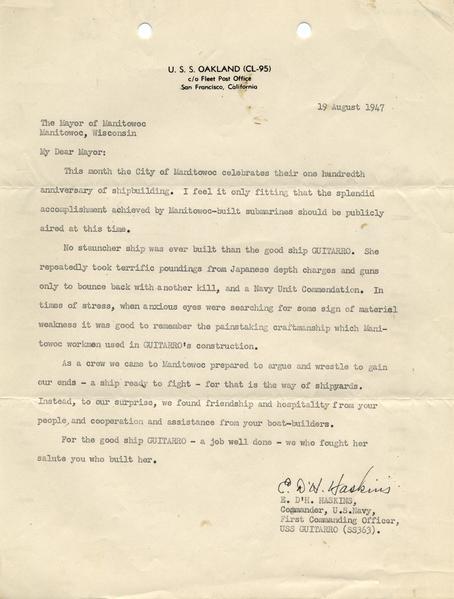 U. S. S. OAKLAND (CL-95)
c/o Fleet Post Office
San Francisco, California
19 August 1947
The Mayor of Manitowoc
Manitowoc, Wisconsin
My Dear Mayor:
This month the City of Manitowoc celebrates their one hundredth
anniversary of shipbuilding. I feel it only fitting that the splendid
accomplishment achieved by Manitowoc-built submarines should be publicly
aired at this time.
No stauncher ship was ever built than the good ship GUITARRO. She
repeatedly took terrific poundings from Japanese depth charges and guns
only to bounce back with another kill, and a Navy Unit Commendation. In
times of stress, when anxious eyes were searching for some sign of material
weakness it was good to remember the painstaking craftmanship which Mani-
towoc workmen used in GUITARRO's construction.
As a crew we came to Manitowoc prepared to argue and wrestle to gain
our ends - a ship ready to fight - for that is the way of shipyards.
Instead, to our surprise, we found friendship and hospitality from your
people, and cooperation and assistance from your boat-builders.
For the good ship GUITARRO - a job well done - we who fought her
salute you who built her.
E. D'H. Haskins
E. D'H. HASKINS,
Commander, U.S.Navy,
First Commanding Officer,
USS GUITARRO (SS363).